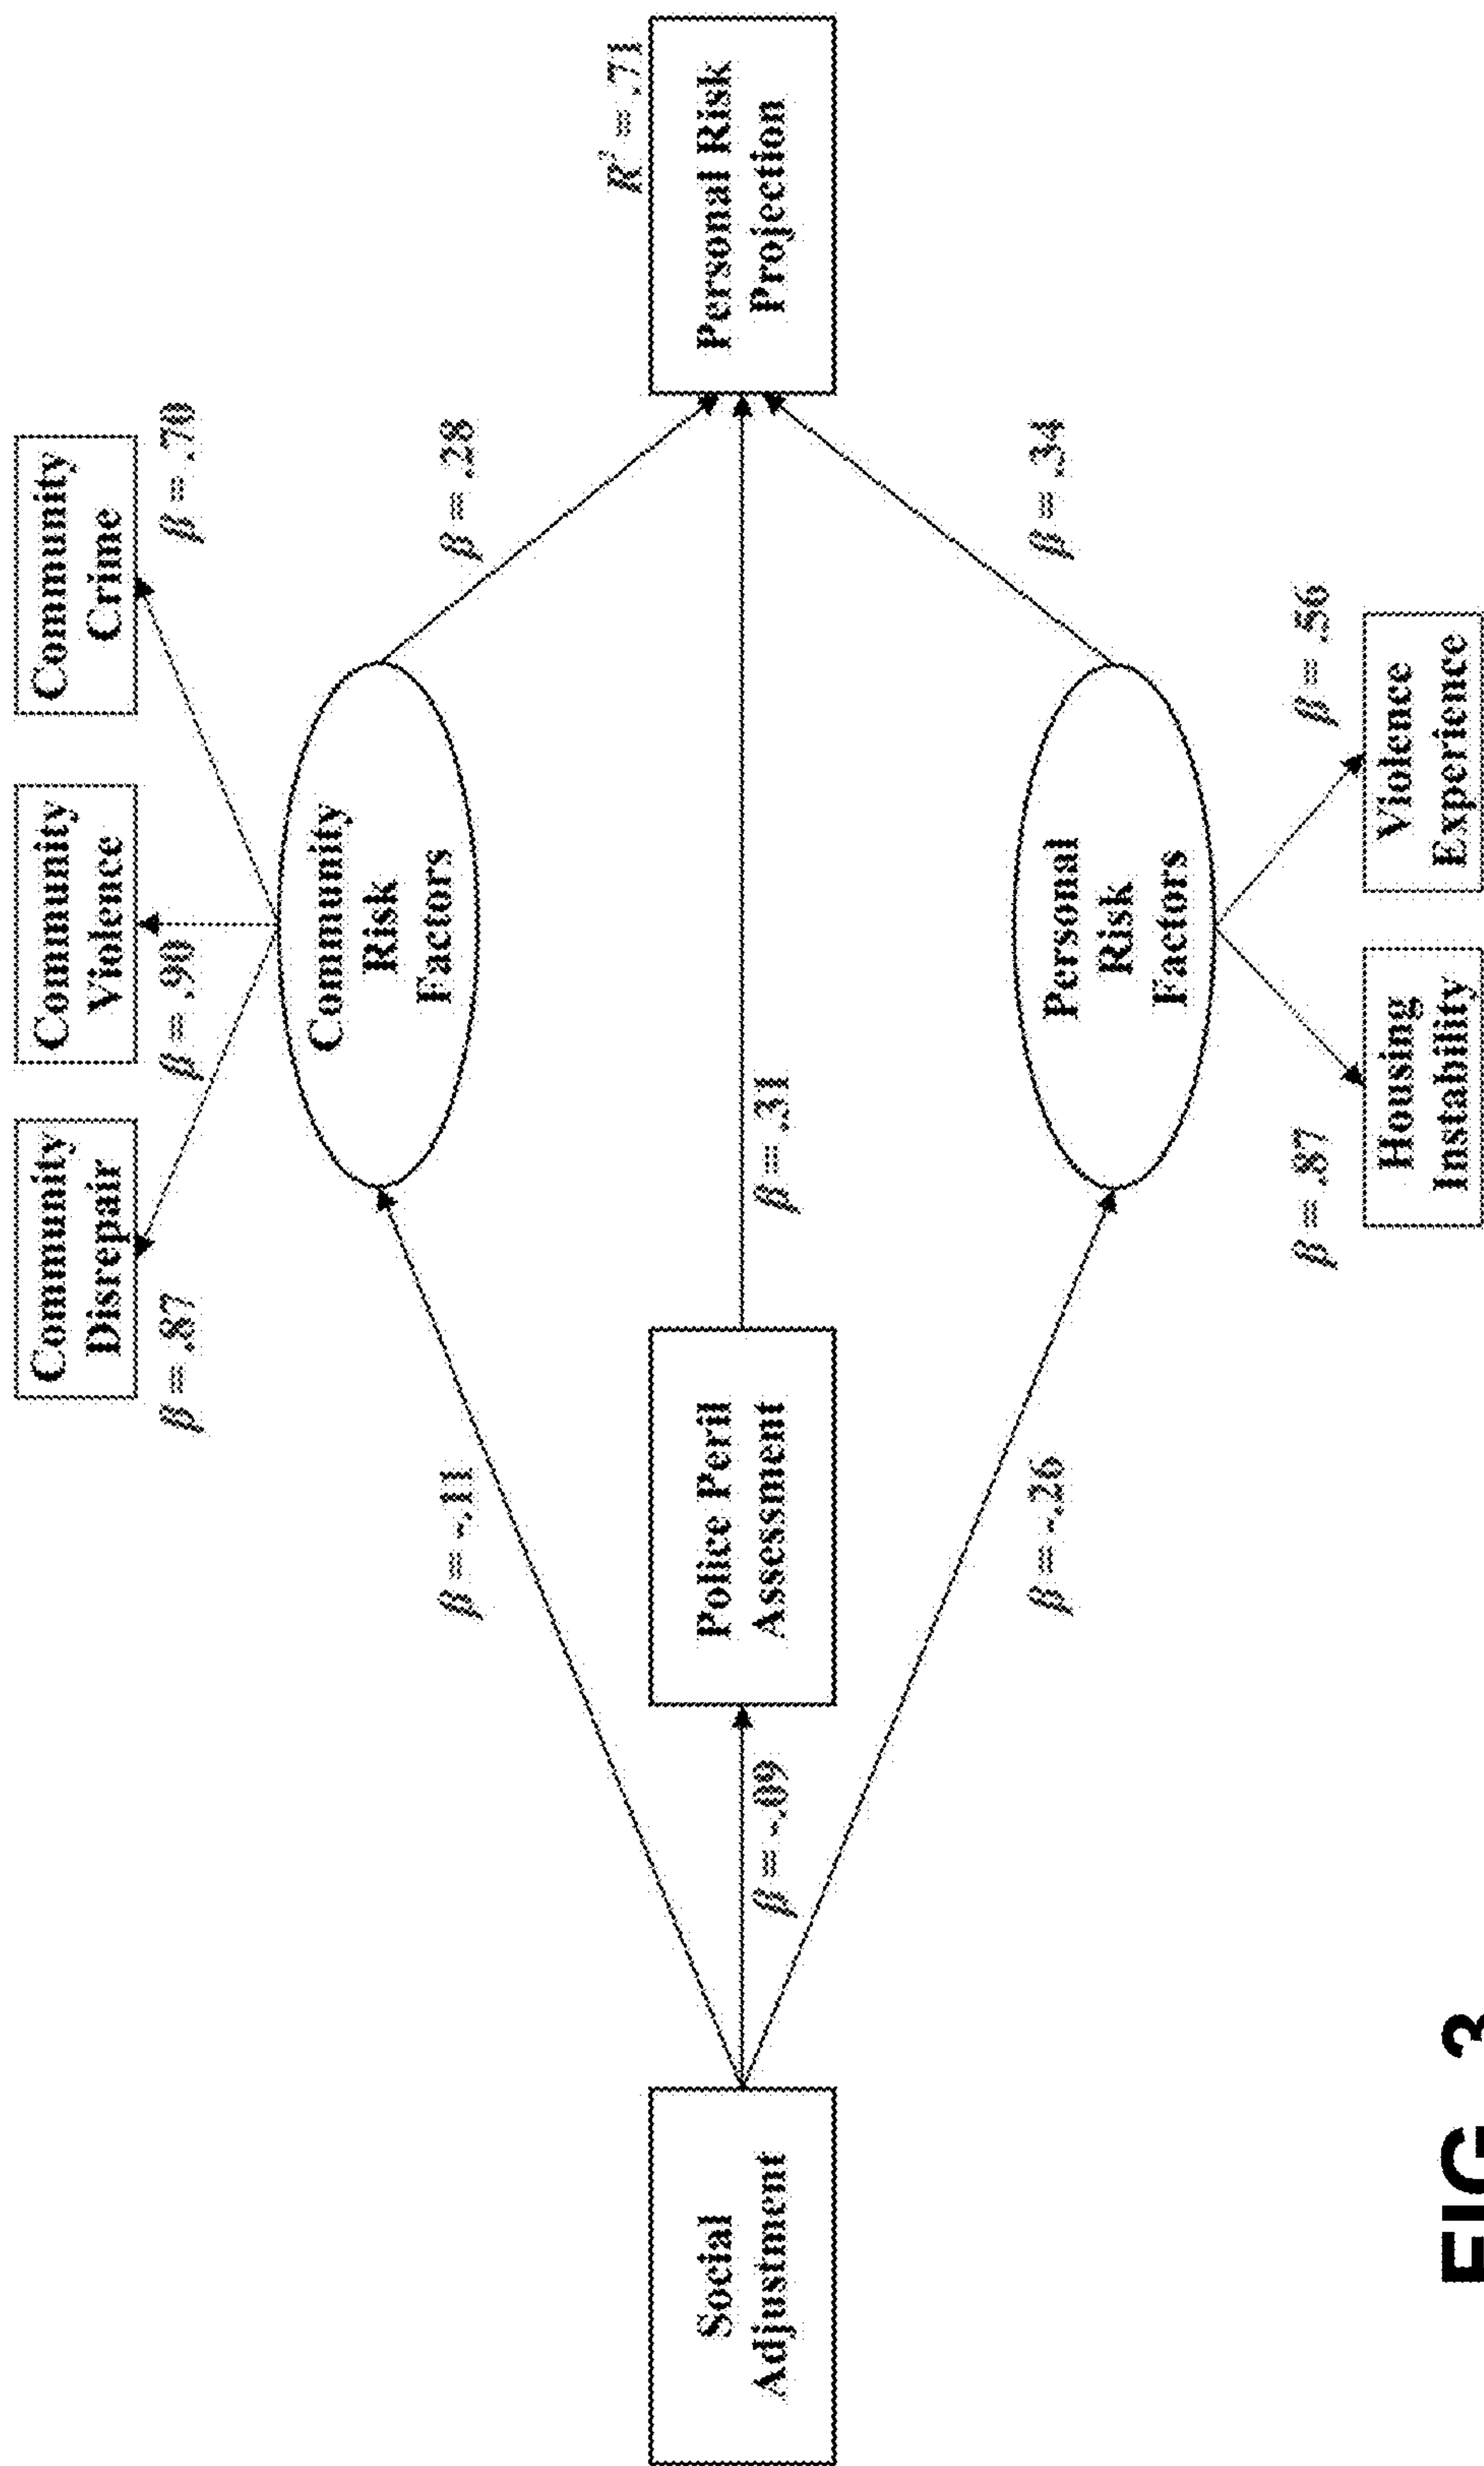 Community
Disrepair
Community
Violence
Community
Crime
β = .87
β = .90
β = .70
Community
Risk
Factors
β = -.11
β = .28
R² = .71
Social
Adjustment
Police Peril
Assessment
Personal Risk
Projection
β = -.09
β = .31
Personal
Risk
Factors
β = -.26
β = .34
β = .87
β = .56
Housing
Instability
Violence
Experience
FIG. 3